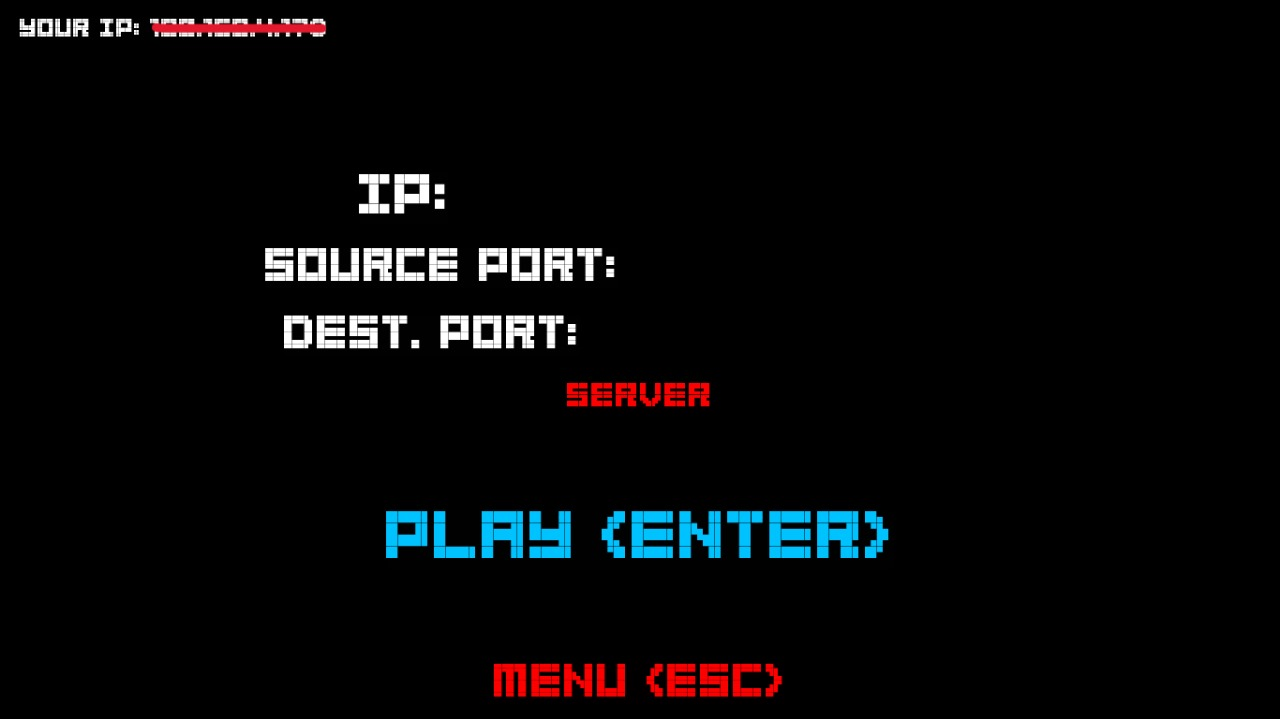 YOUR IP:
IP:
SOURCE PORT:
DEST. PORT:
SERVER
PLAY (ENTER)
MENU (ESC)